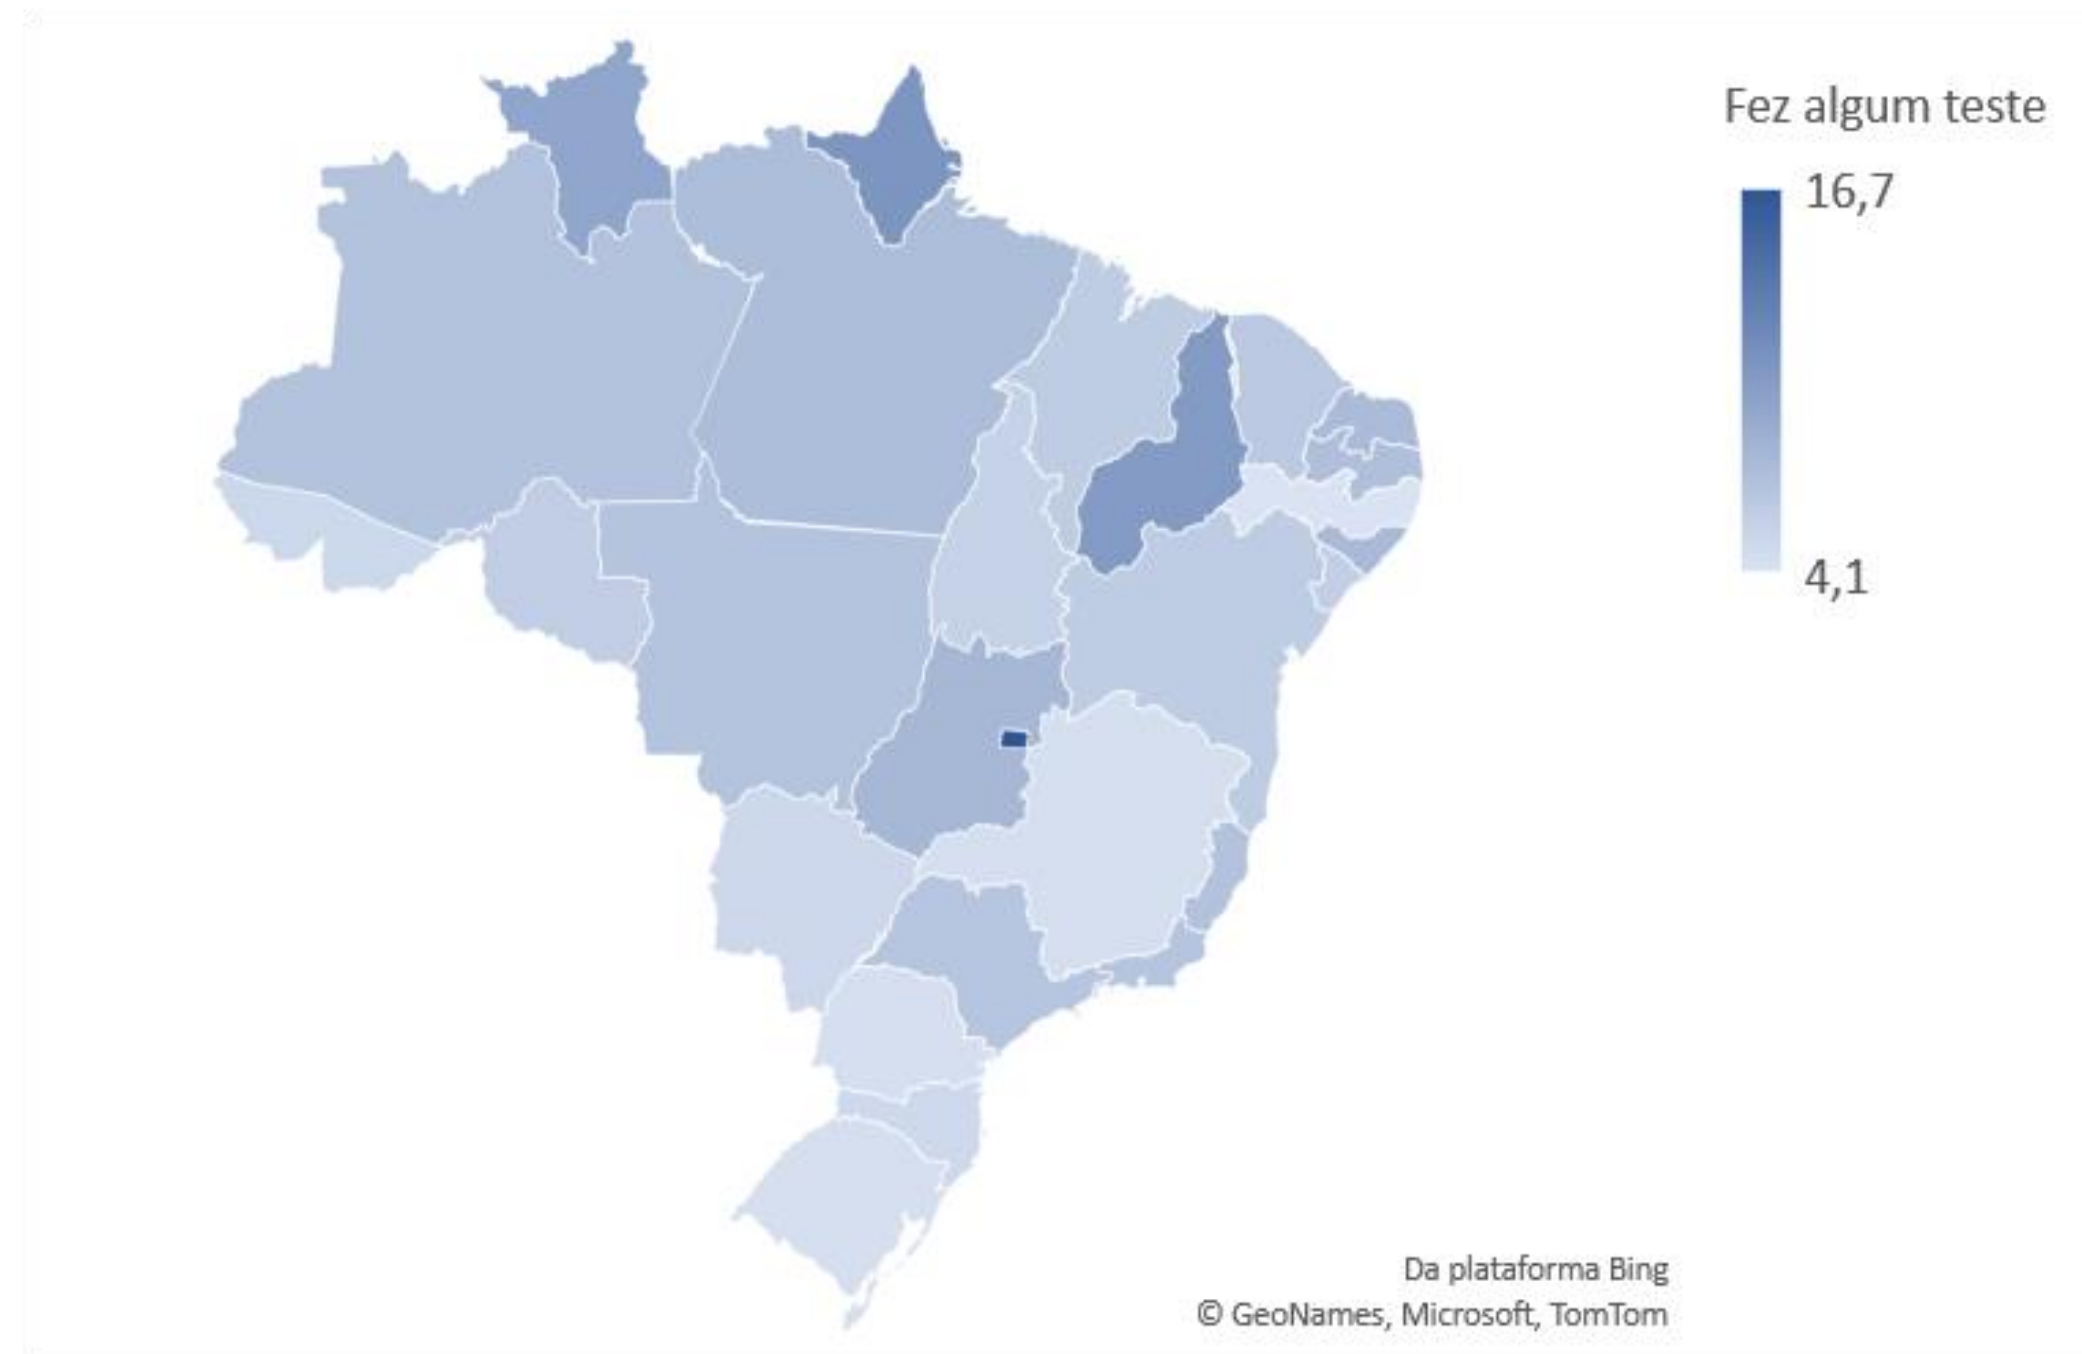 Fez algum teste
16,7
4,1
Da plataforma Bing
© GeoNames, Microsoft, TomTom